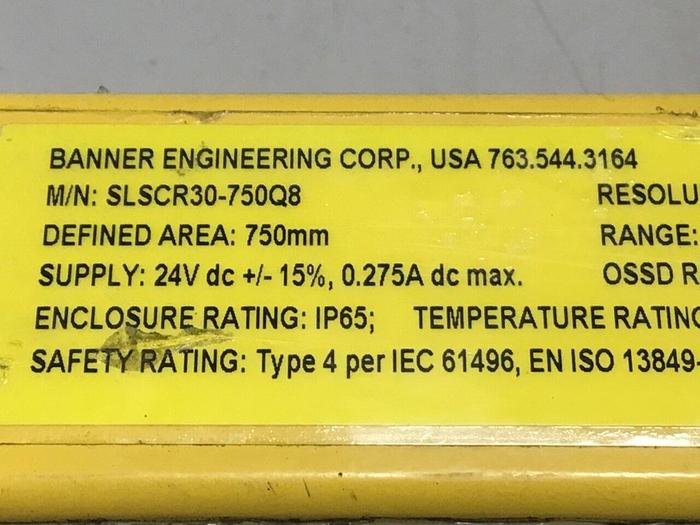 BANNER ENGINEERING CORP., USA 763.544.3164
M/N: SLSCR30-750Q8 RESOLU
DEFINED AREA: 750mm RANGE:
SUPPLY: 24V dc +/- 15%, 0.275A dc max. OSSD R
ENCLOSURE RATING: IP65; TEMPERATURE RATING
SAFETY RATING: Type 4 per IEC 61496, EN ISO 13849-